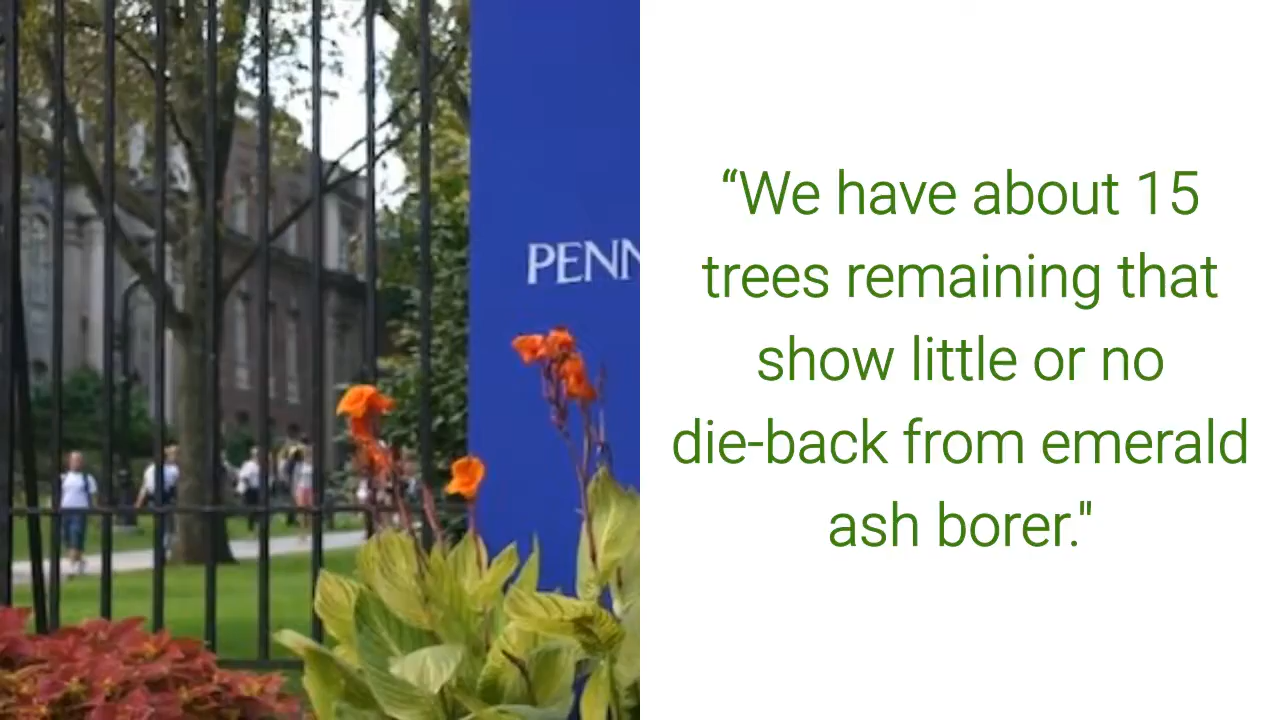 PENN
“We have about 15
trees remaining that
show little or no
die-back from emerald
ash borer."